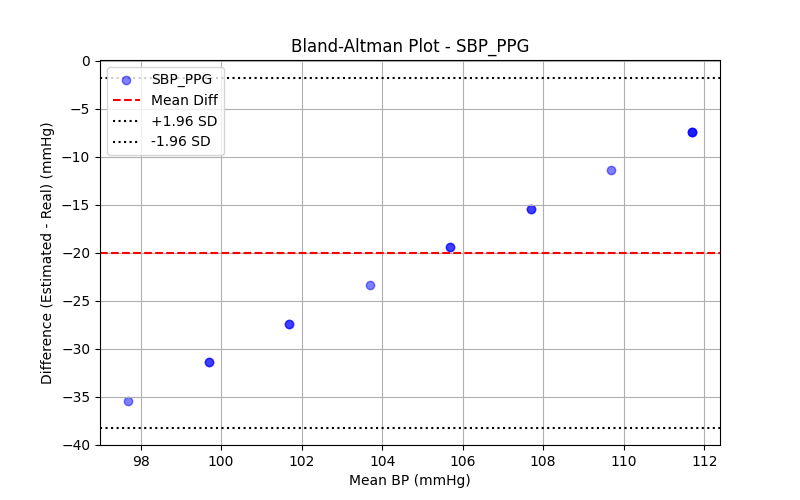 Bland-Altman Plot - SBP_PPG
Difference (Estimated - Real) (mmHg)
0
−5
−10
−15
−20
−25
−30
−35
−40
SBP_PPG
Mean Diff
+1.96 SD
-1.96 SD
98
100
102
104
106
108
110
112
Mean BP (mmHg)